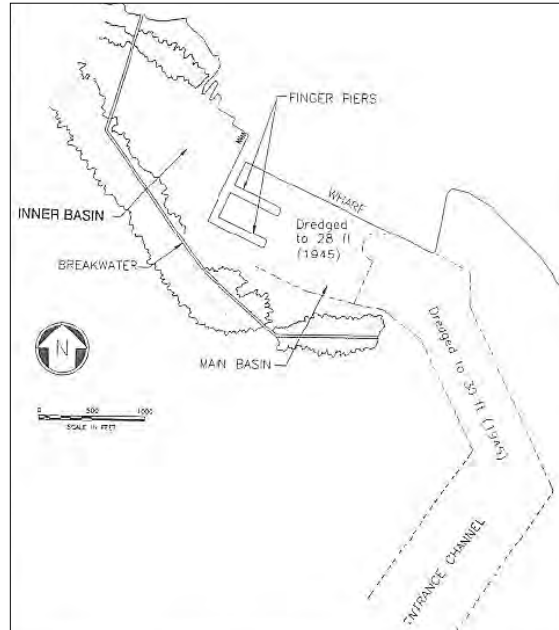 FINGER PIERS
WHARF
INNER BASIN
Dredged
to 28 ft
(1945)
BREAKWATER
N
MAIN BASIN
Dredged to 30 ft (1945)
0 500 1000
SCALE IN FEET
ENTRANCE CHANNEL